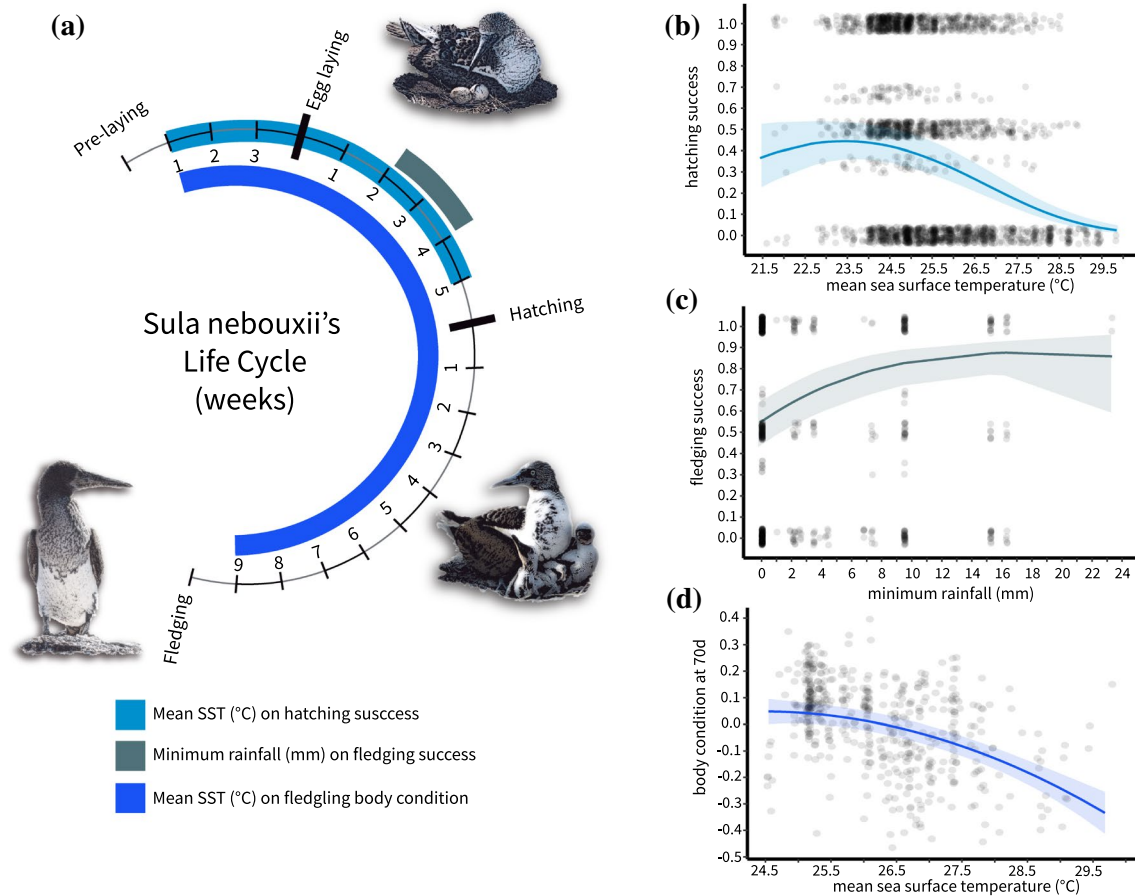 (a)
Pre-laying
Egg laying
1
2
3
1
2
3
4
5
Hatching
1
2
3
4
5
6
7
8
9
Fledging
Sula nebouxii's
Life Cycle
(weeks)
Mean SST (°C) on hatching susccess
Minimum rainfall (mm) on fledging success
Mean SST (°C) on fledgling body condition
(b)
hatching success
1.0
0.9
0.8
0.7
0.6
0.5
0.4
0.3
0.2
0.1
0.0
21.5 22.5 23.5 24.5 25.5 26.5 27.5 28.5 29.5
mean sea surface temperature (°C)
(c)
fledging success
1.0
0.9
0.8
0.7
0.6
0.5
0.4
0.3
0.2
0.1
0.0
0 2 4 6 8 10 12 14 16 18 20 22 24
minimum rainfall (mm)
(d)
body condition at 70d
0.4
0.3
0.2
0.1
0.0
-0.1
-0.2
-0.3
-0.4
-0.5
24.5 25.5 26.5 27.5 28.5 29.5
mean sea surface temperature (°C)